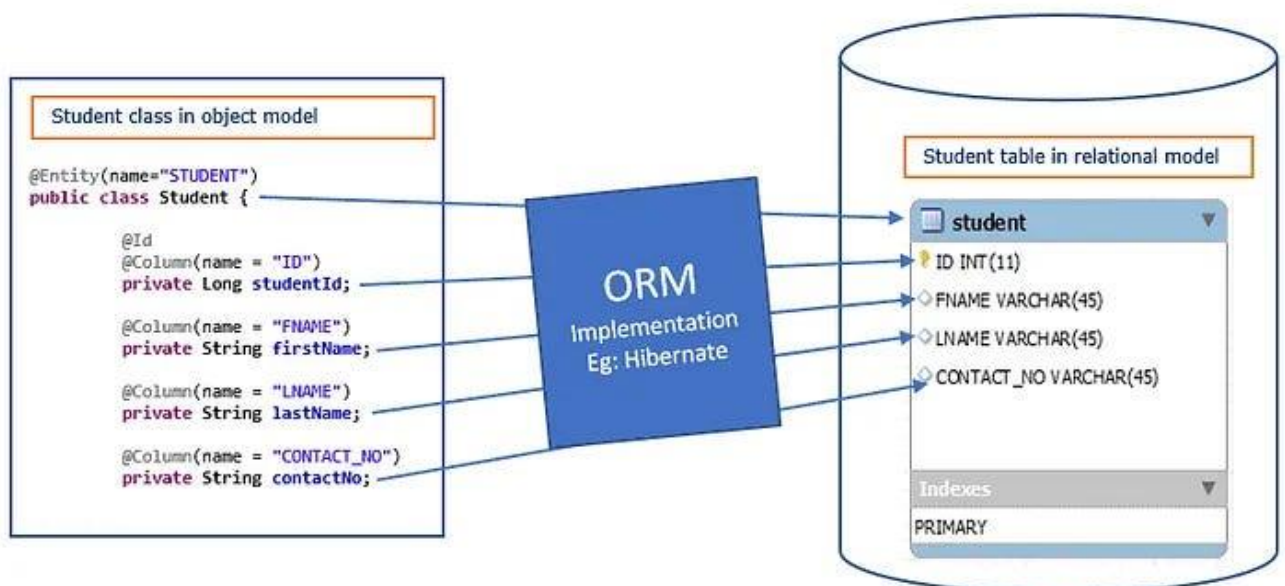 Student class in object model
@Entity(name="STUDENT")
public class Student {
@Id
@Column(name = "ID")
private Long studentId;
@Column(name = "FNAME")
private String firstName;
@Column(name = "LNAME")
private String lastName;
@Column(name = "CONTACT_NO")
private String contactNo;
ORM
Implementation
Eg: Hibernate
Student table in relational model
student
ID INT(11)
FNAME VARCHAR(45)
LNAME VARCHAR(45)
CONTACT_NO VARCHAR(45)
Indexes
PRIMARY